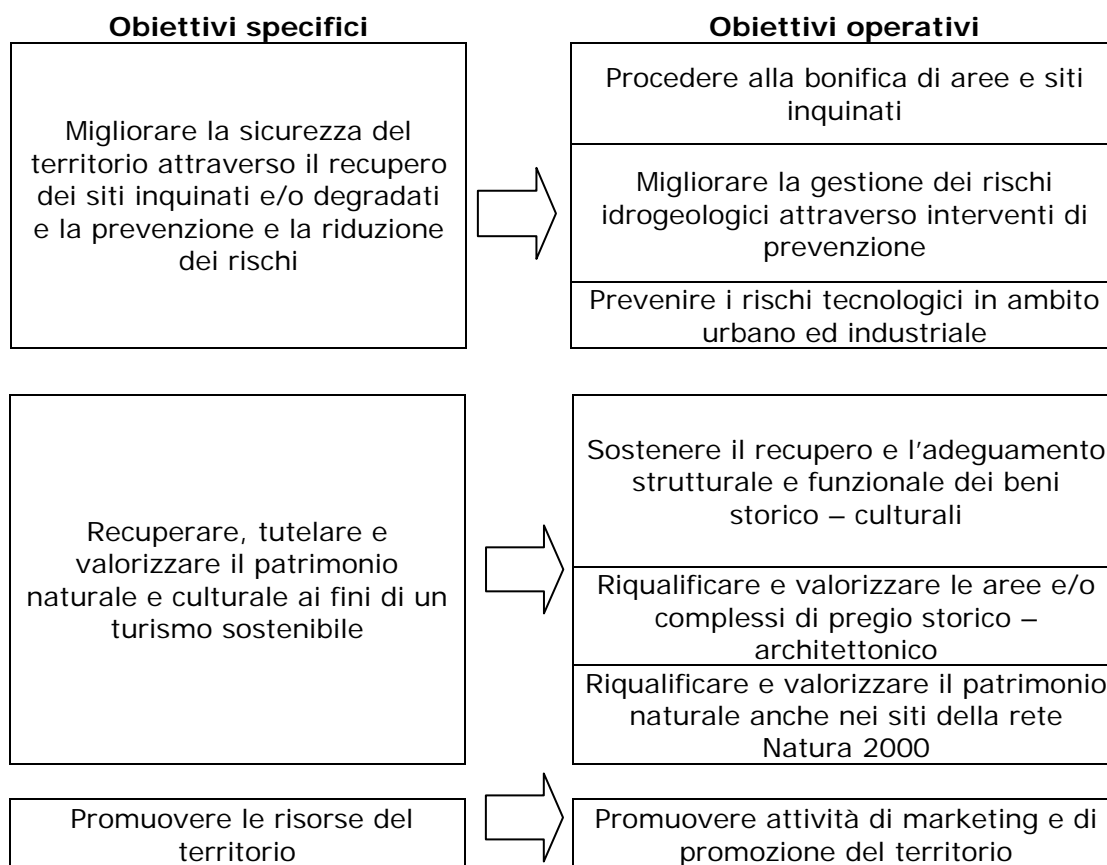 Obiettivi specifici
Obiettivi operativi
Migliorare la sicurezza del
territorio attraverso il recupero
dei siti inquinati e/o degradati
e la prevenzione e la riduzione
dei rischi
Procedere alla bonifica di aree e siti
inquinati
Migliorare la gestione dei rischi
idrogeologici attraverso interventi di
prevenzione
Prevenire i rischi tecnologici in ambito
urbano ed industriale
Recuperare, tutelare e
valorizzare il patrimonio
naturale e culturale ai fini di un
turismo sostenibile
Sostenere il recupero e l'adeguamento
strutturale e funzionale dei beni
storico – culturali
Riqualificare e valorizzare le aree e/o
complessi di pregio storico –
architettonico
Riqualificare e valorizzare il patrimonio
naturale anche nei siti della rete
Natura 2000
Promuovere le risorse del
territorio
Promuovere attività di marketing e di
promozione del territorio